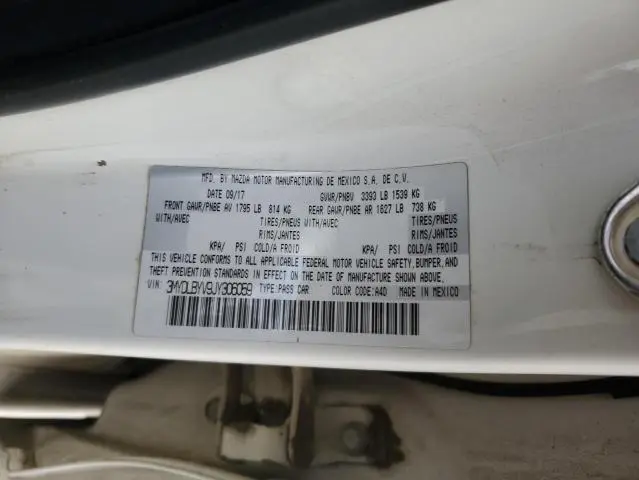 MFD. BY MAZDA MOTOR MANUFACTURING DE MEXICO S.A. DE C.V.
DATE 09/17 GVWR/PNBV 3393 LB 1539 KG
FRONT GAWR/PNBE AV 1795 LB 814 KG REAR GAWR/PNBE AR 1627 LB 738 KG
WITH/AVEC TIRES/PNEUS WITH/AVEC TIRES/PNEUS
RIMS/JANTES RIMS/JANTES
KPA/ PSI COLD/A FROID KPA/ PSI COLD/A FROID
THIS VEHICLE CONFORMS TO ALL APPLICABLE FEDERAL MOTOR VEHICLE SAFETY, BUMPER, AND
THEFT PREVENTION STANDARDS IN EFFECT ON THE DATE OF MANUFACTURE SHOWN ABOVE.
VIN: 3MYDLBYV9JY306069 TYPE:PASS CAR COLOR CODE:A4D MADE IN MEXICO